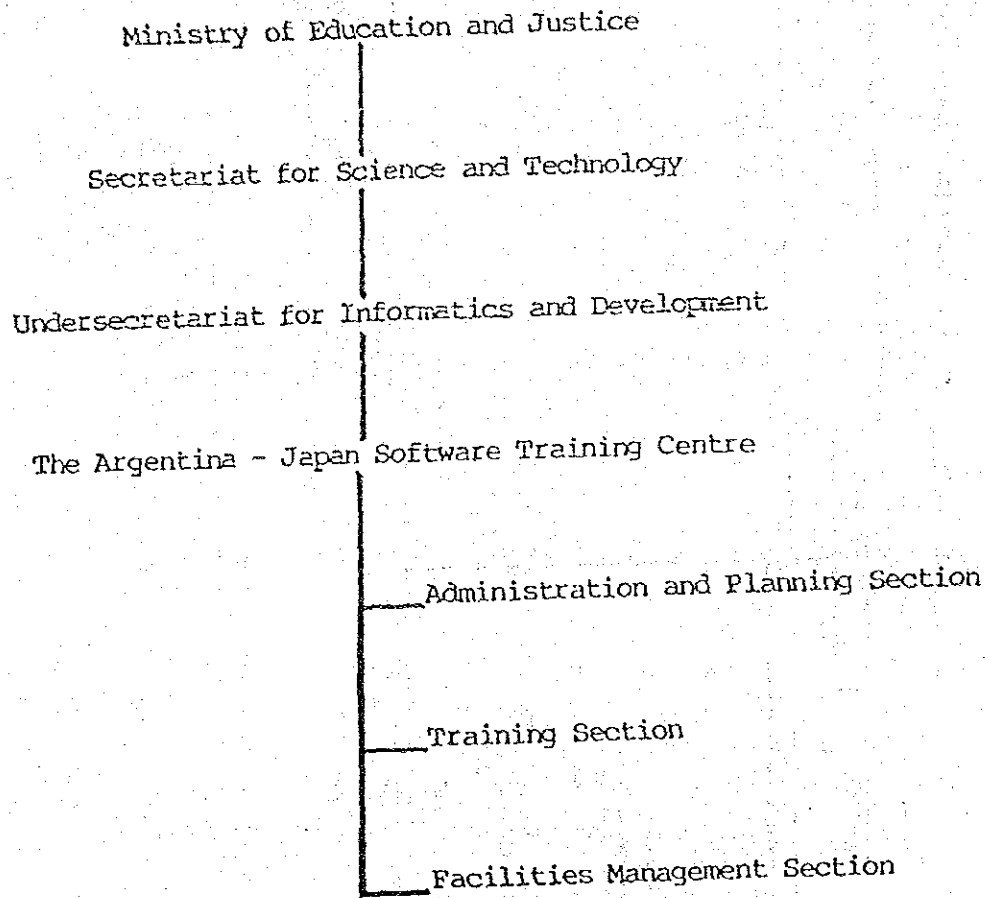 Ministry of Education and Justice
Secretariat for Science and Technology
Undersecretariat for Informatics and Development
The Argentina - Japan Software Training Centre
Administration and Planning Section
Training Section
Facilities Management Section